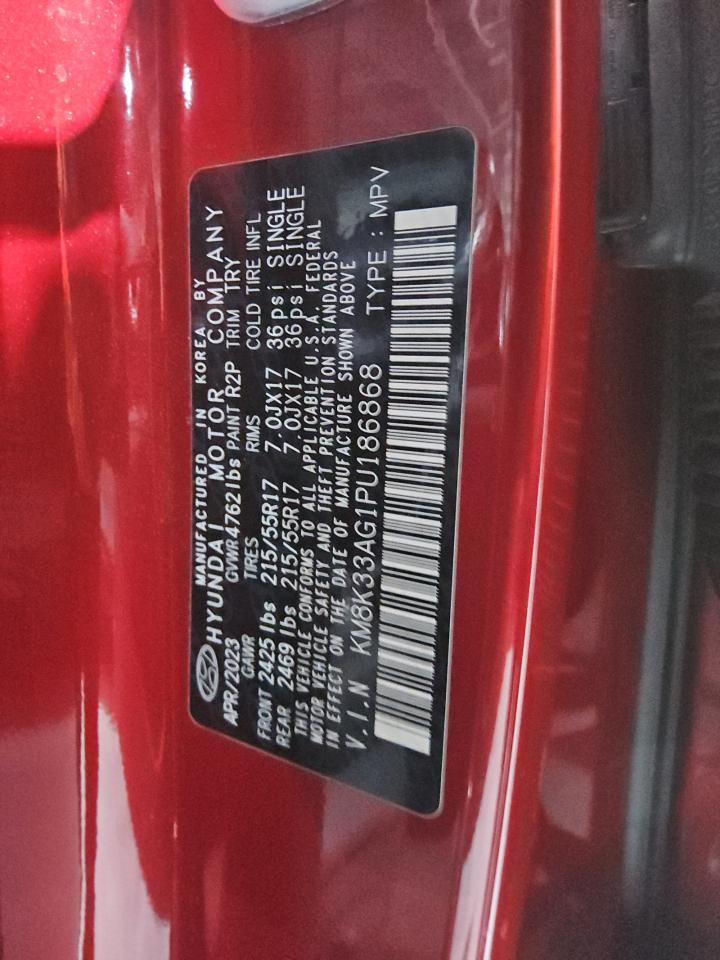 MANUFACTURED IN KOREA BY
HYUNDAI MOTOR COMPANY
APR/2023 GVWR 4762 lbs PAINT R2P TRIM TRY
GAWR TIRES RIMS COLD TIRE INFL
FRONT 2425 lbs 215/55R17 7.0JX17 36psi SINGLE
REAR 2469 lbs 215/55R17 7.0JX17 36psi SINGLE
THIS VEHICLE CONFORMS TO ALL APPLICABLE U.S.A. FEDERAL
MOTOR VEHICLE SAFETY AND THEFT PREVENTION STANDARDS
IN EFFECT ON THE DATE OF MANUFACTURE SHOWN ABOVE
V.I.N KM8K33AG1PU186868 TYPE : MPV